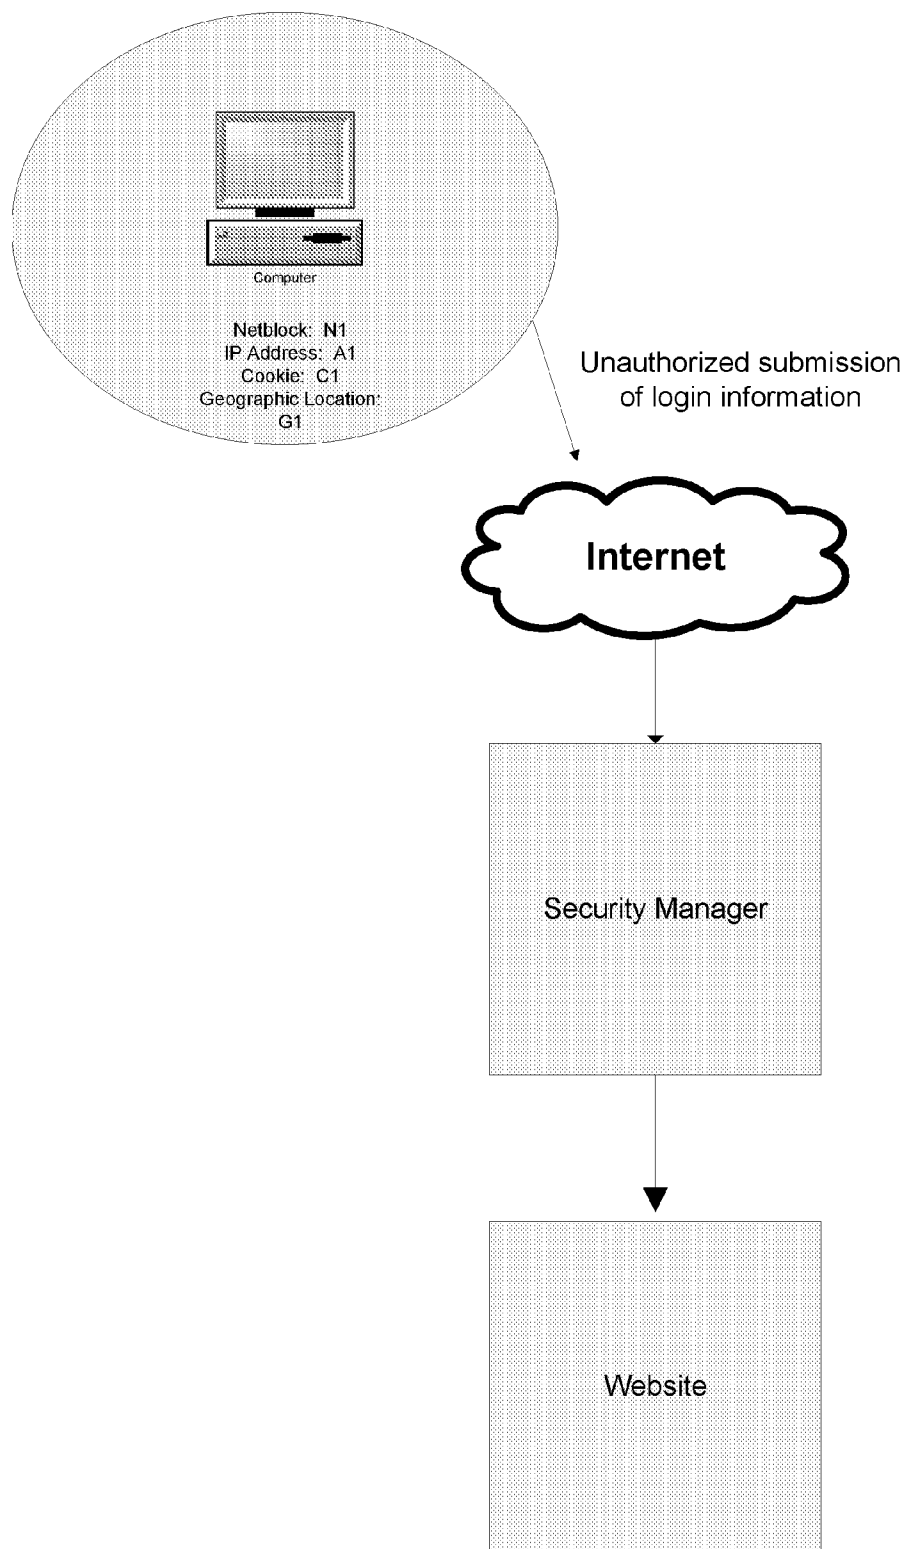 Computer
Netblock: N1
IP Address: A1
Cookie: C1
Geographic Location:
G1
Unauthorized submission
of login information
Internet
Security Manager
Website